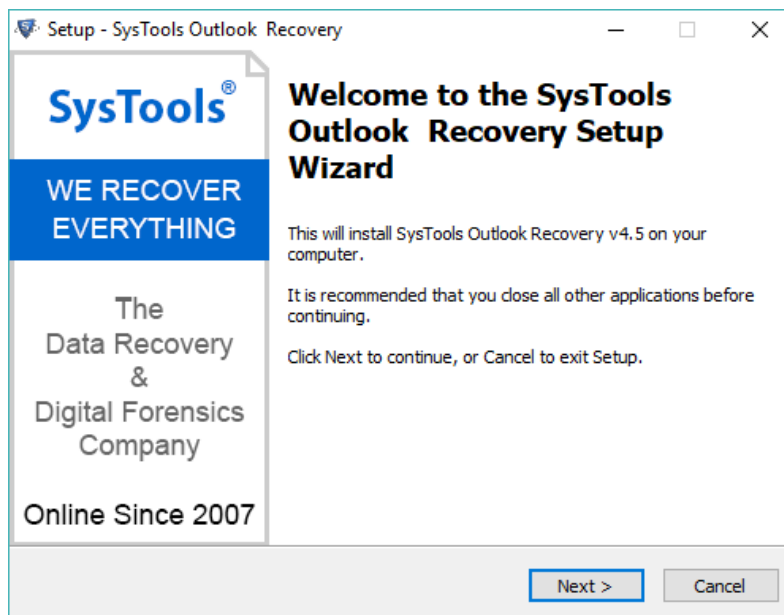 Setup - SysTools Outlook  Recovery
SysTools®
WE RECOVER
EVERYTHING
The
Data Recovery
&
Digital Forensics
Company
Online Since 2007
Welcome to the SysTools
Outlook  Recovery Setup
Wizard
This will install SysTools Outlook Recovery v4.5 on your
computer.
It is recommended that you close all other applications before
continuing.
Click Next to continue, or Cancel to exit Setup.
Next >
Cancel